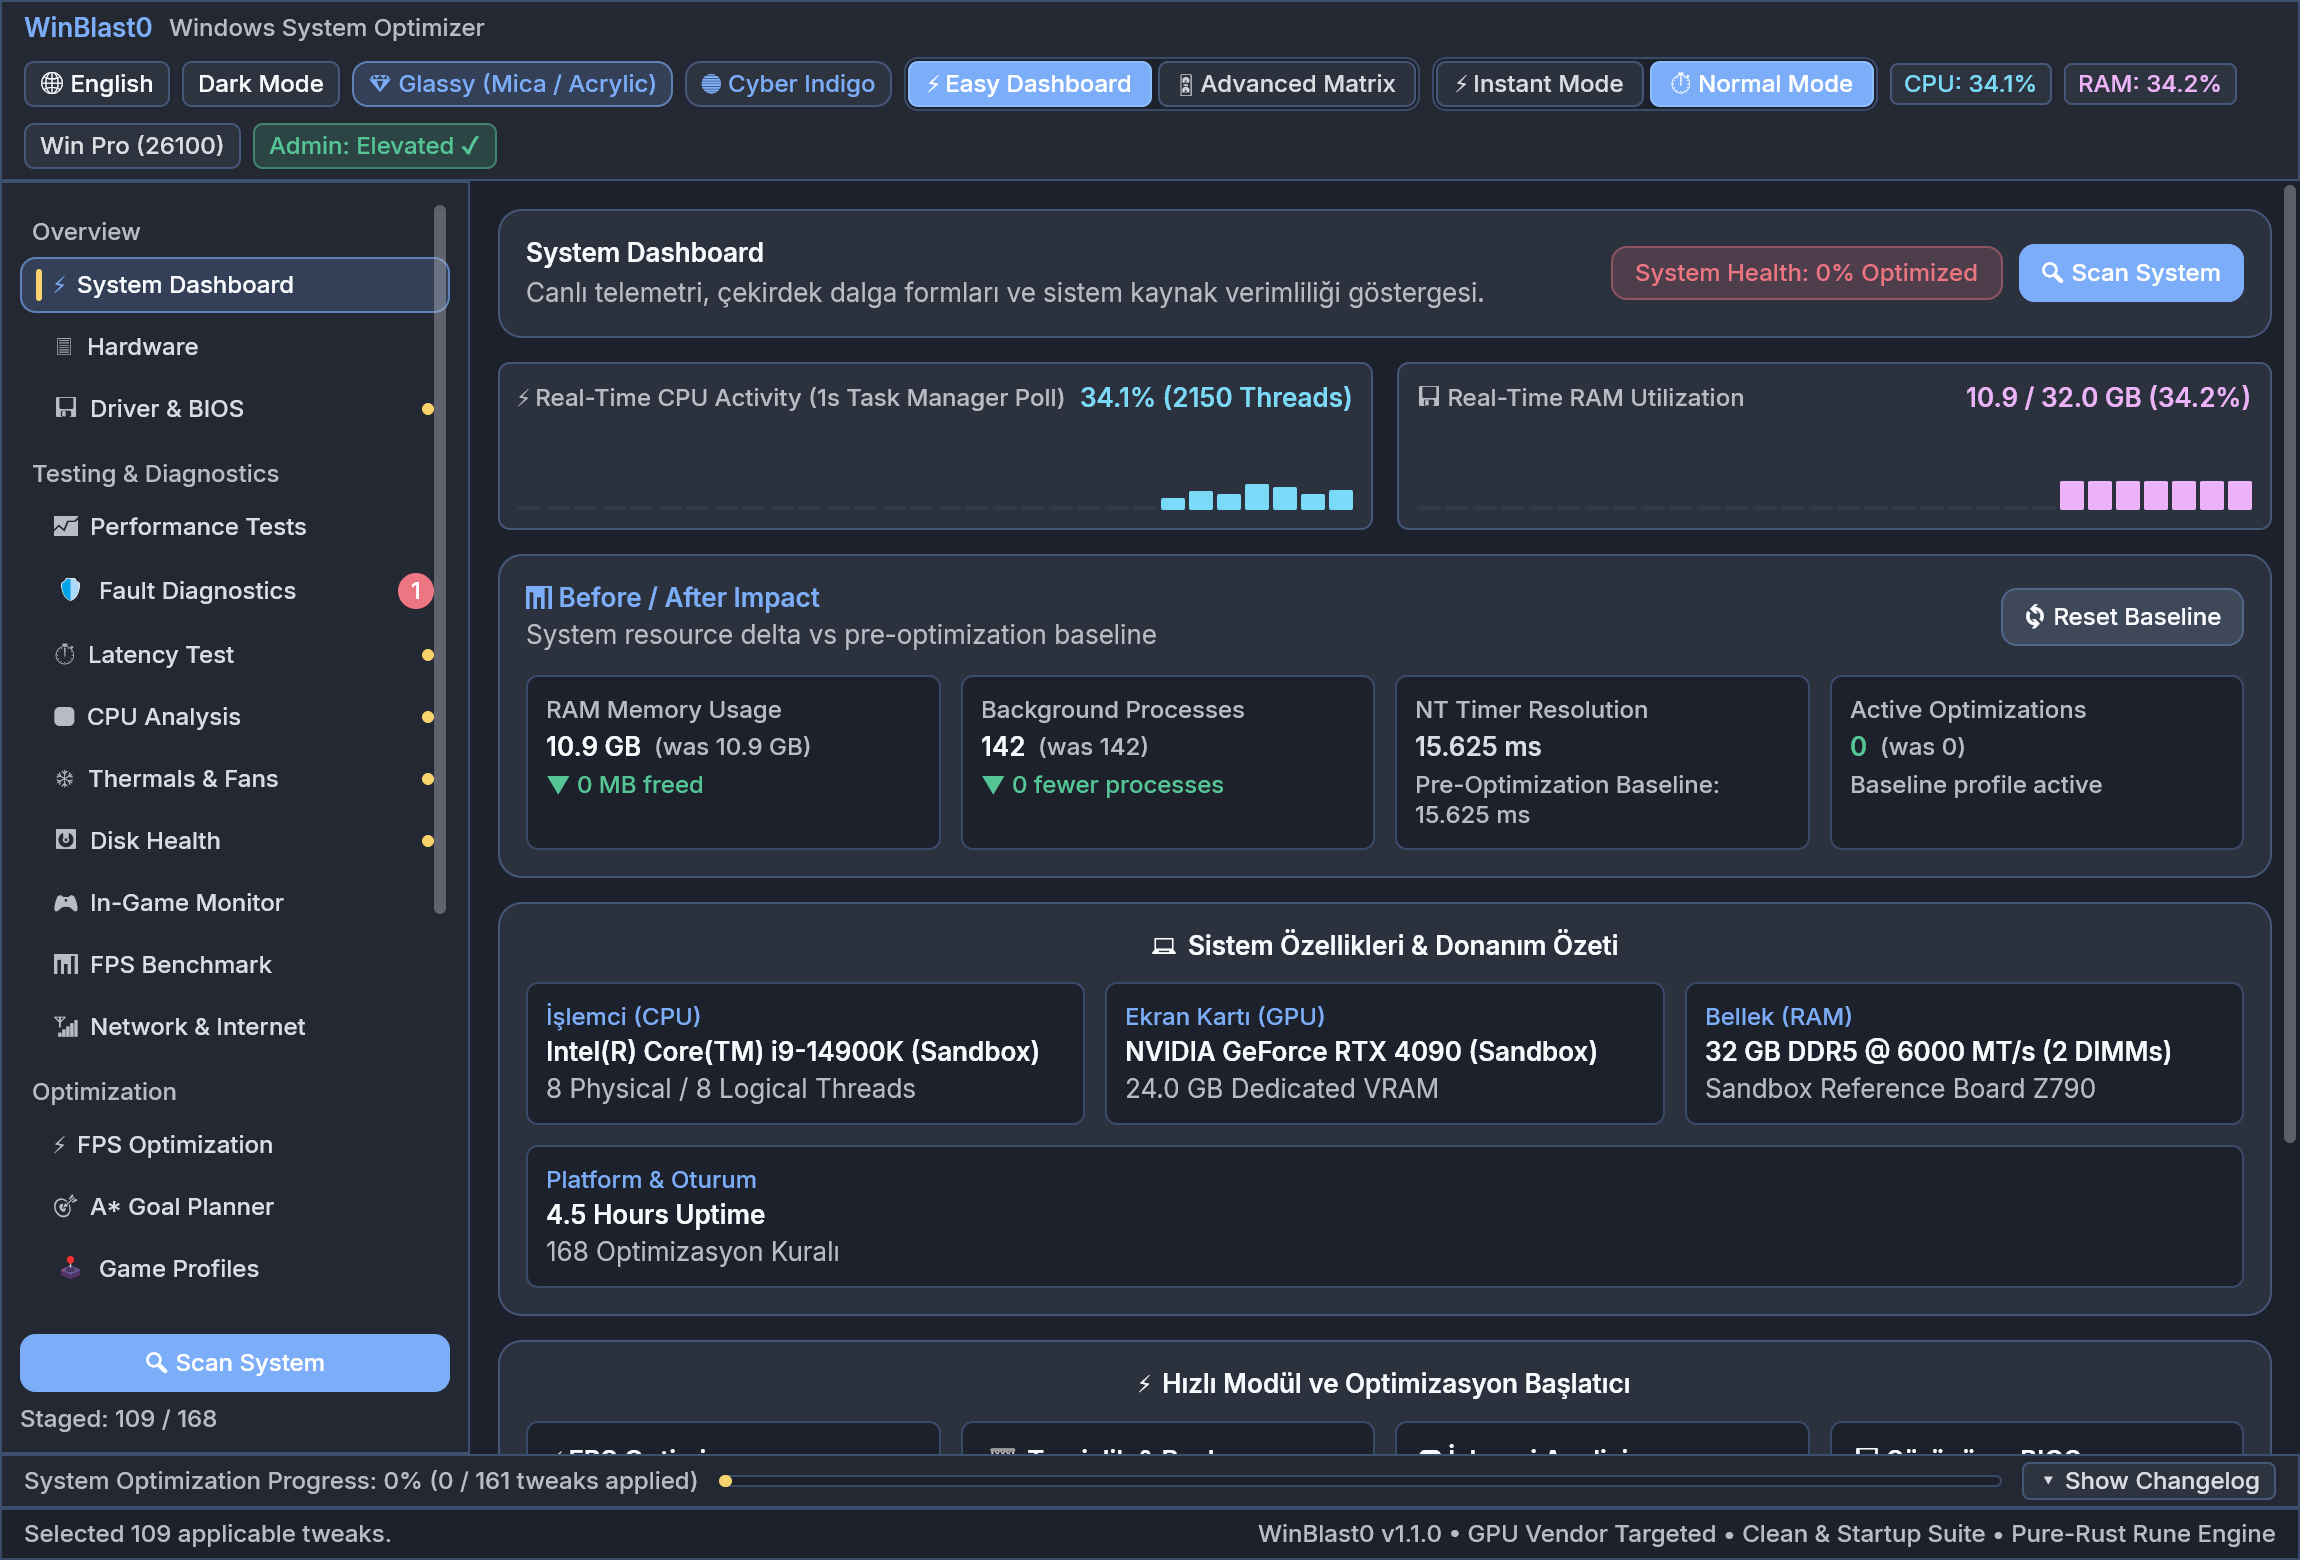 WinBlast0 Windows System Optimizer
English
Dark Mode
Glassy (Mica / Acrylic)
Cyber Indigo
⚡Easy Dashboard
Advanced Matrix
⚡Instant Mode
⏱ Normal Mode
CPU: 34.1%
RAM: 34.2%
Win Pro (26100)
Admin: Elevated ✓
Overview
⚡ System Dashboard
Hardware
Driver & BIOS
Testing & Diagnostics
Performance Tests
Fault Diagnostics 1
Latency Test
CPU Analysis
Thermals & Fans
Disk Health
In-Game Monitor
FPS Benchmark
Network & Internet
Optimization
⚡ FPS Optimization
A* Goal Planner
Game Profiles
Scan System
Staged: 109 / 168
System Dashboard
Canlı telemetri, çekirdek dalga formları ve sistem kaynak verimliliği göstergesi.
System Health: 0% Optimized
Scan System
⚡Real-Time CPU Activity (1s Task Manager Poll) 34.1% (2150 Threads)
Real-Time RAM Utilization 10.9 / 32.0 GB (34.2%)
Before / After Impact
System resource delta vs pre-optimization baseline
Reset Baseline
RAM Memory Usage
10.9 GB (was 10.9 GB)
▼ 0 MB freed
Background Processes
142 (was 142)
▼ 0 fewer processes
NT Timer Resolution
15.625 ms
Pre-Optimization Baseline:
15.625 ms
Active Optimizations
0 (was 0)
Baseline profile active
Sistem Özellikleri & Donanım Özeti
İşlemci (CPU)
Intel(R) Core(TM) i9-14900K (Sandbox)
8 Physical / 8 Logical Threads
Ekran Kartı (GPU)
NVIDIA GeForce RTX 4090 (Sandbox)
24.0 GB Dedicated VRAM
Bellek (RAM)
32 GB DDR5 @ 6000 MT/s (2 DIMMs)
Sandbox Reference Board Z790
Platform & Oturum
4.5 Hours Uptime
168 Optimizasyon Kuralı
⚡ Hızlı Modül ve Optimizasyon Başlatıcı
System Optimization Progress: 0% (0 / 161 tweaks applied)
▼ Show Changelog
Selected 109 applicable tweaks.
WinBlast0 v1.1.0 • GPU Vendor Targeted • Clean & Startup Suite • Pure-Rust Rune Engine